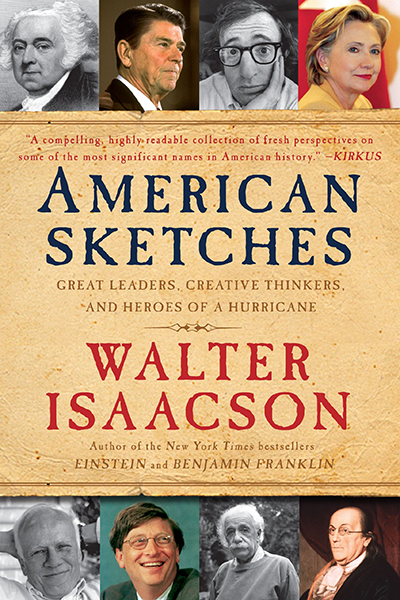 “A compelling, highly readable collection of fresh perspectives on
some of the most significant names in American history.” —KIRKUS
AMERICAN
SKETCHES
GREAT LEADERS, CREATIVE THINKERS,
AND HEROES OF A HURRICANE
WALTER
ISAACSON
Author of the New York Times bestsellers
EINSTEIN and BENJAMIN FRANKLIN